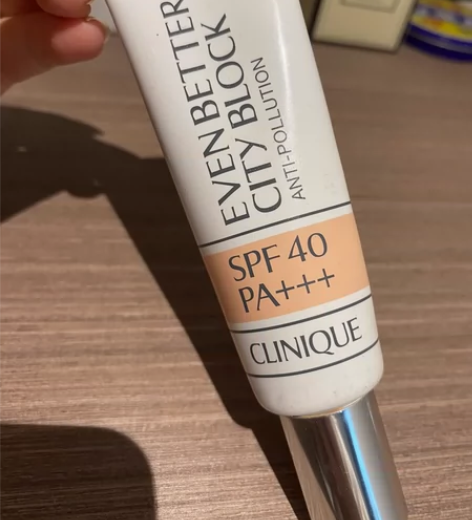 EVEN BETTER
CITY BLOCK
ANTI-POLLUTION
SPF 40
PA+++
CLINIQUE